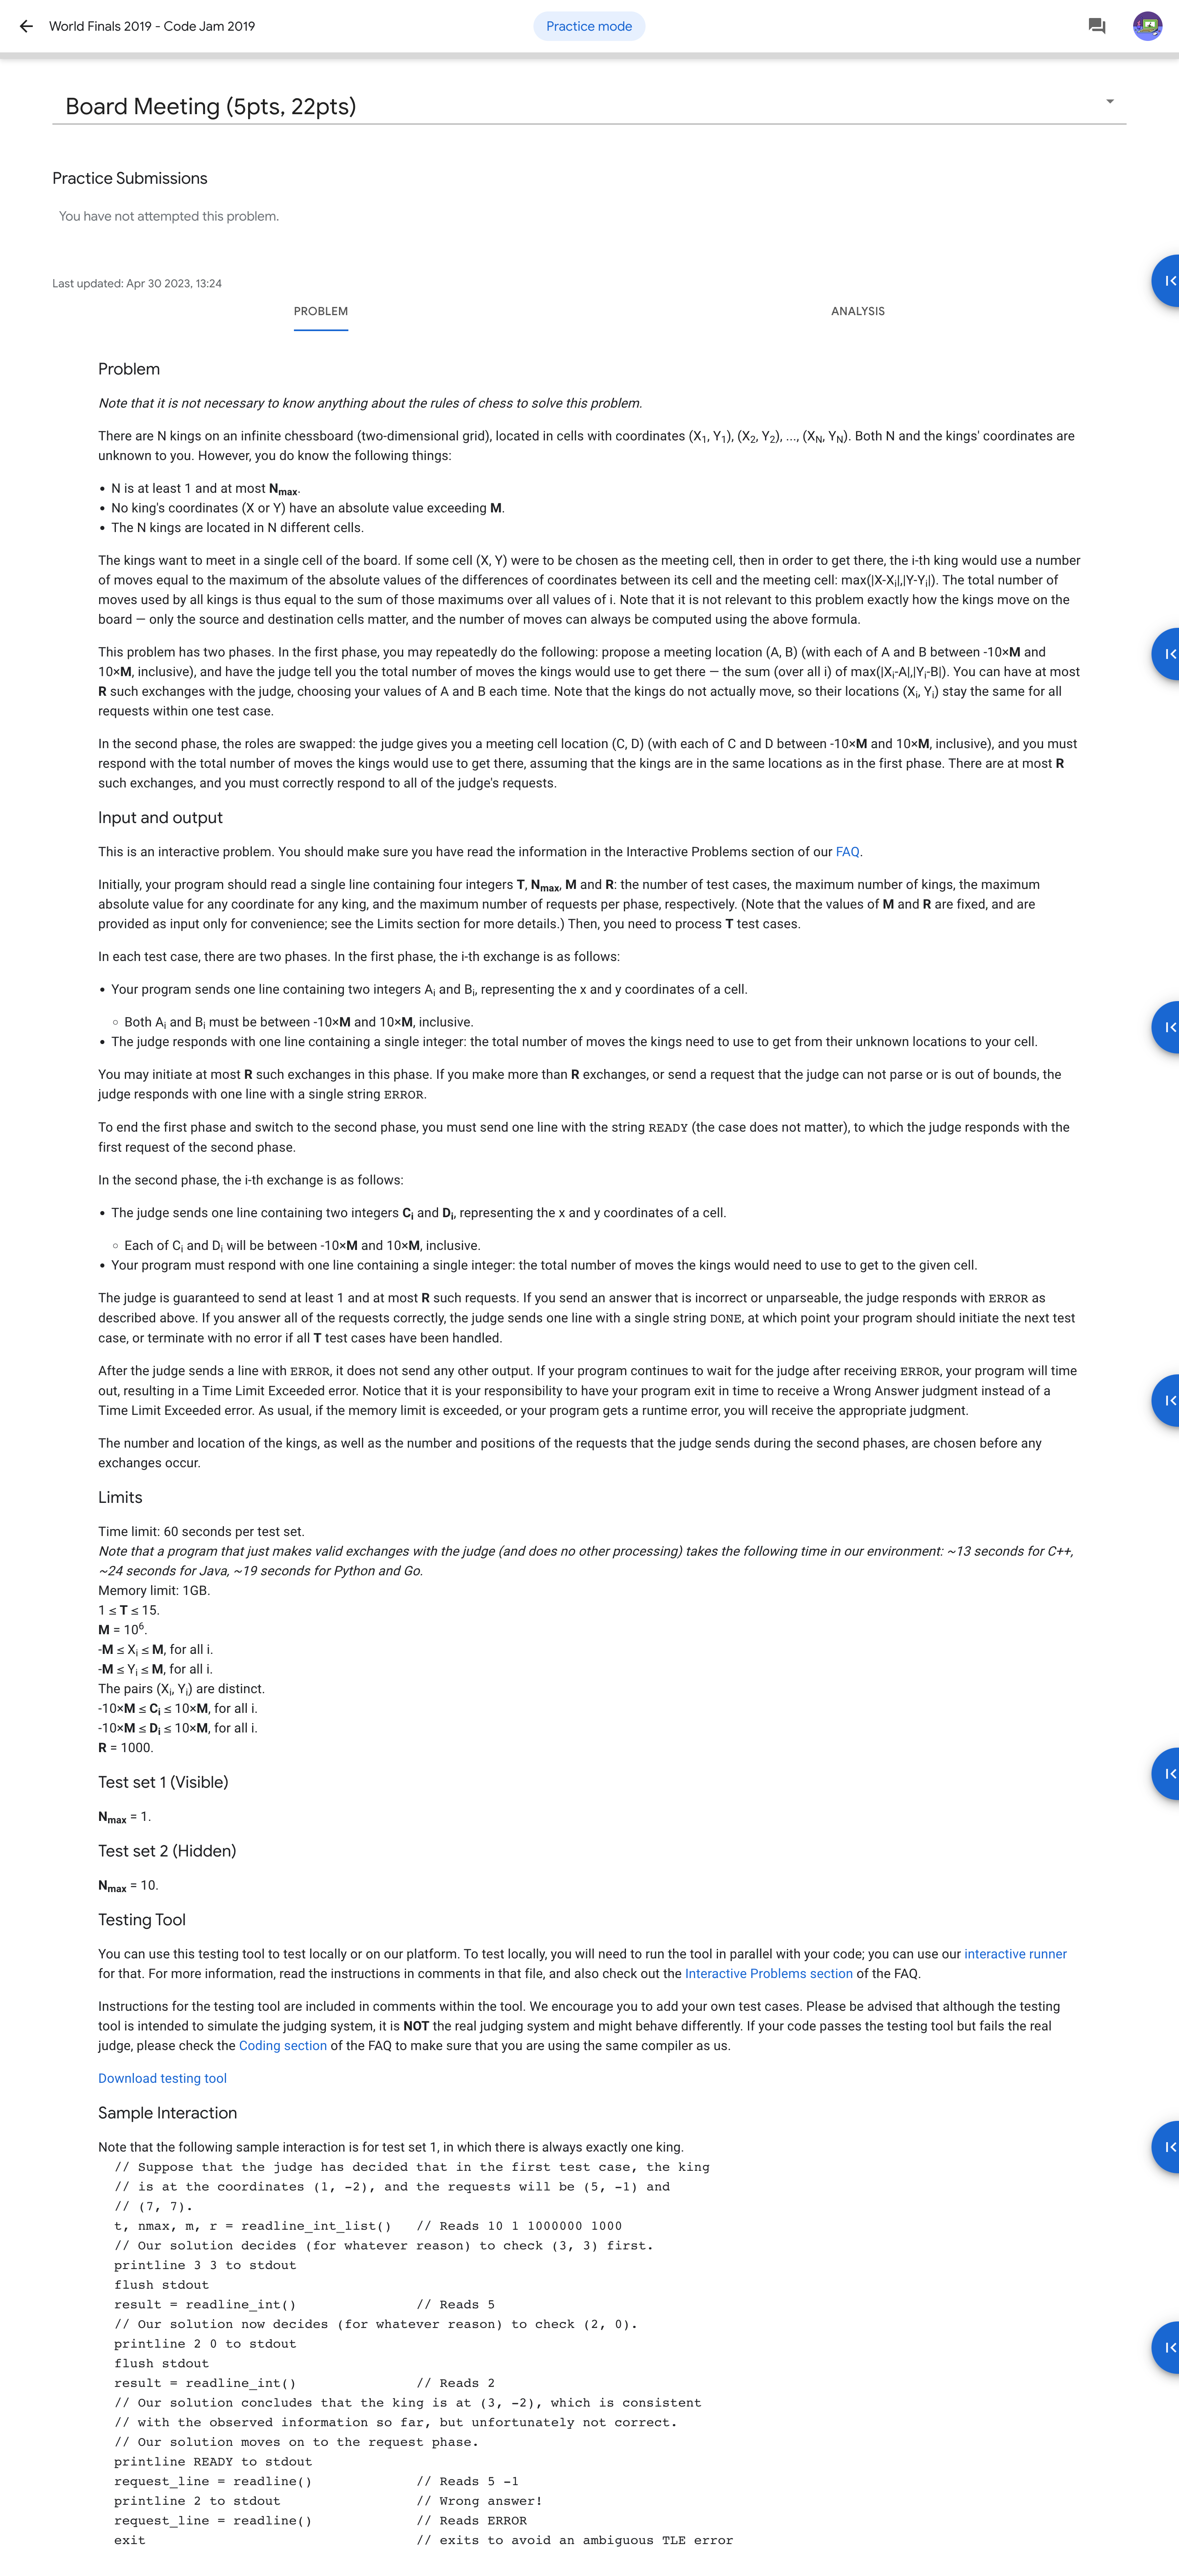 World Finals 2019 - Code Jam 2019
Practice mode
Board Meeting (5pts, 22pts)
Practice Submissions
You have not attempted this problem.
Last updated: Apr 30 2023, 13:24
PROBLEM
ANALYSIS
Problem
Note that it is not necessary to know anything about the rules of chess to solve this problem.
There are N kings on an infinite chessboard (two-dimensional grid), located in cells with coordinates (X1, Y1), (X2, Y2), ..., (XN, YN). Both N and the kings' coordinates are
unknown to you. However, you do know the following things:
• N is at least 1 and at most Nmax.
• No king's coordinates (X or Y) have an absolute value exceeding M.
• The N kings are located in N different cells.
The kings want to meet in a single cell of the board. If some cell (X, Y) were to be chosen as the meeting cell, then in order to get there, the i-th king would use a number
of moves equal to the maximum of the absolute values of the differences of coordinates between its cell and the meeting cell: max(|X-Xi|,|Y-Yi|). The total number of
moves used by all kings is thus equal to the sum of those maximums over all values of i. Note that it is not relevant to this problem exactly how the kings move on the
board — only the source and destination cells matter, and the number of moves can always be computed using the above formula.
This problem has two phases. In the first phase, you may repeatedly do the following: propose a meeting location (A, B) (with each of A and B between -10×M and
10×M, inclusive), and have the judge tell you the total number of moves the kings would use to get there — the sum (over all i) of max(|Xi-A|,|Yi-B|). You can have at most
R such exchanges with the judge, choosing your values of A and B each time. Note that the kings do not actually move, so their locations (Xi, Yi) stay the same for all
requests within one test case.
In the second phase, the roles are swapped: the judge gives you a meeting cell location (C, D) (with each of C and D between -10×M and 10×M, inclusive), and you must
respond with the total number of moves the kings would use to get there, assuming that the kings are in the same locations as in the first phase. There are at most R
such exchanges, and you must correctly respond to all of the judge's requests.
Input and output
This is an interactive problem. You should make sure you have read the information in the Interactive Problems section of our FAQ.
Initially, your program should read a single line containing four integers T, Nmax, M and R: the number of test cases, the maximum number of kings, the maximum
absolute value for any coordinate for any king, and the maximum number of requests per phase, respectively. (Note that the values of M and R are fixed, and are
provided as input only for convenience; see the Limits section for more details.) Then, you need to process T test cases.
In each test case, there are two phases. In the first phase, the i-th exchange is as follows:
• Your program sends one line containing two integers Ai and Bi, representing the x and y coordinates of a cell.
○ Both Ai and Bi must be between -10×M and 10×M, inclusive.
• The judge responds with one line containing a single integer: the total number of moves the kings need to use to get from their unknown locations to your cell.
You may initiate at most R such exchanges in this phase. If you make more than R exchanges, or send a request that the judge can not parse or is out of bounds, the
judge responds with one line with a single string ERROR.
To end the first phase and switch to the second phase, you must send one line with the string READY (the case does not matter), to which the judge responds with the
first request of the second phase.
In the second phase, the i-th exchange is as follows:
• The judge sends one line containing two integers Ci and Di, representing the x and y coordinates of a cell.
○ Each of Ci and Di will be between -10×M and 10×M, inclusive.
• Your program must respond with one line containing a single integer: the total number of moves the kings would need to use to get to the given cell.
The judge is guaranteed to send at least 1 and at most R such requests. If you send an answer that is incorrect or unparseable, the judge responds with ERROR as
described above. If you answer all of the requests correctly, the judge sends one line with a single string DONE, at which point your program should initiate the next test
case, or terminate with no error if all T test cases have been handled.
After the judge sends a line with ERROR, it does not send any other output. If your program continues to wait for the judge after receiving ERROR, your program will time
out, resulting in a Time Limit Exceeded error. Notice that it is your responsibility to have your program exit in time to receive a Wrong Answer judgment instead of a
Time Limit Exceeded error. As usual, if the memory limit is exceded, or your program gets a runtime error, you will receive the appropriate judgment.
The number and location of the kings, as well as the number and positions of the requests that the judge sends during the second phases, are chosen before any
exchanges occur.
Limits
Time limit: 60 seconds per test set.
Note that a program that just makes valid exchanges with the judge (and does no other processing) takes the following time in our environment: ~13 seconds for C++,
~24 seconds for Java, ~19 seconds for Python and Go.
Memory limit: 1GB.
1 ≤ T ≤ 15.
M = 10⁶.
-M ≤ Xi ≤ M, for all i.
-M ≤ Yi ≤ M, for all i.
The pairs (Xi, Yi) are distinct.
-10×M ≤ Ci ≤ 10×M, for all i.
-10×M ≤ Di ≤ 10×M, for all i.
R = 1000.
Test set 1 (Visible)
Nmax = 1.
Test set 2 (Hidden)
Nmax = 10.
Testing Tool
You can use this testing tool to test locally or on our platform. To test locally, you will need to run the tool in parallel with your code; you can use our interactive runner
for that. For more information, read the instructions in comments in that file, and also check out the Interactive Problems section of the FAQ.
Instructions for the testing tool are included in comments within the tool. We encourage you to add your own test cases. Please be advised that although the testing
tool is intended to simulate the judging system, it is NOT the real judging system and might behave differently. If your code passes the testing tool but fails the real
judge, please check the Coding section of the FAQ to make sure that you are using the same compiler as us.
Download testing tool
Sample Interaction
Note that the following sample interaction is for test set 1, in which there is always exactly one king.
// Suppose that the judge has decided that in the first test case, the king
// is at the coordinates (1, -2), and the requests will be (5, -1) and
// (7, 7).
t, nmax, m, r = readline_int_list()   // Reads 10 1 1000000 1000
// Our solution decides (for whatever reason) to check (3, 3) first.
printline 3 3 to stdout
flush stdout
result = readline_int()               // Reads 5
// Our solution now decides (for whatever reason) to check (2, 0).
printline 2 0 to stdout
flush stdout
result = readline_int()               // Reads 2
// Our solution concludes that the king is at (3, -2), which is consistent
// with the observed information so far, but unfortunately not correct.
// Our solution moves on to the request phase.
printline READY to stdout
request_line = readline()             // Reads 5 -1
printline 2 to stdout                 // Wrong answer!
request_line = readline()             // Reads ERROR
exit                                  // exits to avoid an ambiguous TLE error